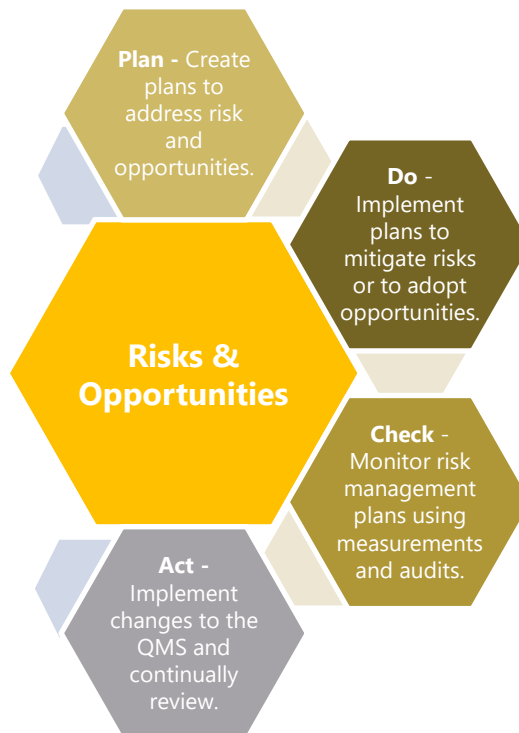 Plan - Create
plans to
address risk
and
opportunities.
Do -
Implement
plans to
mitigate risks
or to adopt
opportunities.
Risks &
Opportunities
Check -
Monitor risk
management
plans using
measurements
and audits.
Act -
Implement
changes to the
QMS and
continually
review.